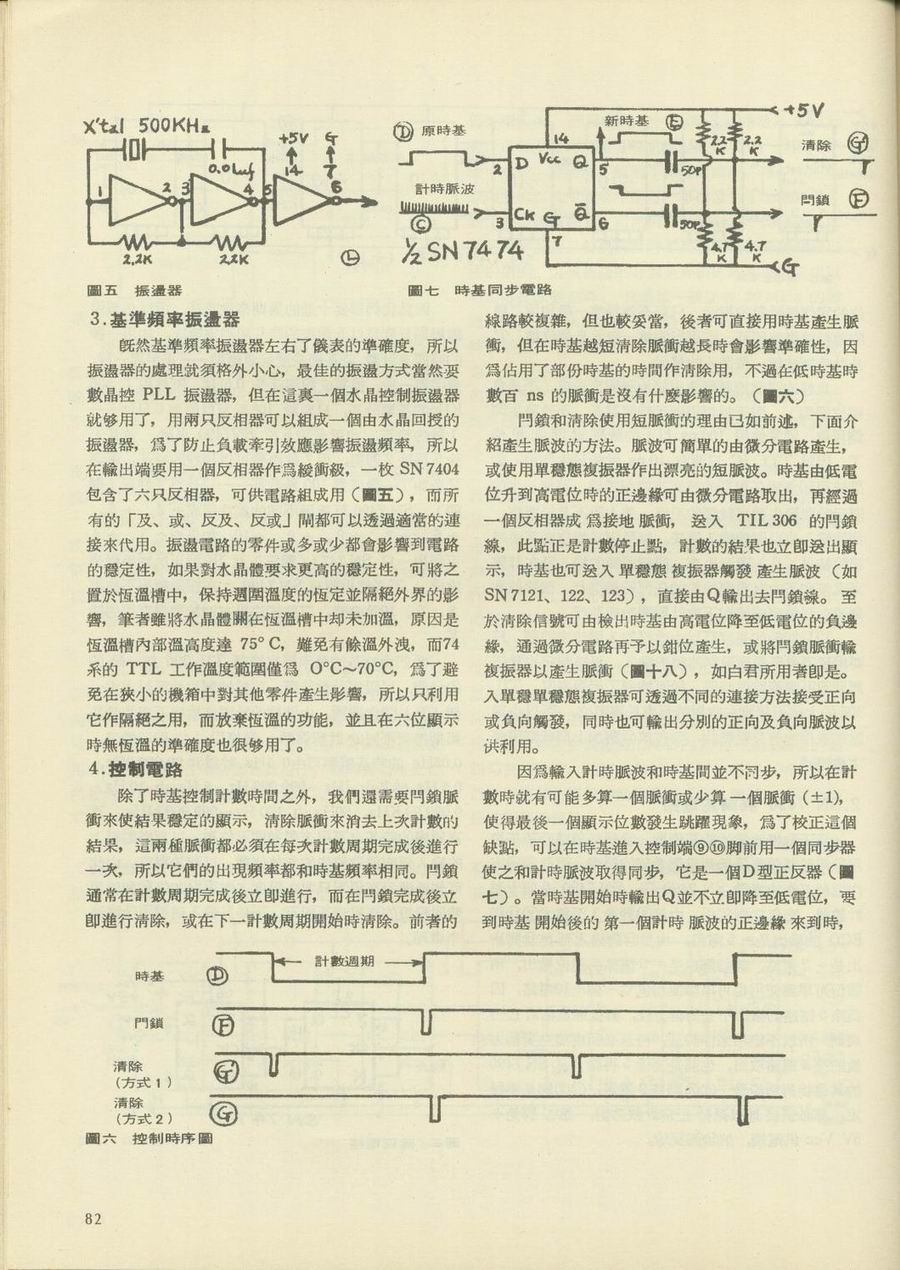 X'tal 500KHz
0.01uf
+5V
G
14
7
1
2
3
4
5
6
2.2K
2.2K
L
圖五 振盪器
D 原時基
計時脈波
C
½ SN7474
14
2
D
Vcc
Q
5
3
Ck
G
Q̄
6
7
新時基 E
50P
50P
2.2K
2.2K
4.7K
4.7K
+5V
G
清除 G'
閂鎖 F
圖七 時基同步電路
3.基準頻率振盪器
旣然基準頻率振盪器左右了儀表的準確度，所以
振盪器的處理就須格外小心，最佳的振盪方式當然要
數晶控 PLL 振盪器，但在這裏一個水晶控制振盪器
就够用了，用兩只反相器可以組成一個由水晶回授的
振盪器，爲了防止負載牽引效應影響振盪頻率，所以
在輸出端要用一個反相器作爲緩衝級，一枚 SN 7404
包含了六只反相器，可供電路組成用（圖五），而所
有的「及、或、反及、反或」閘都可以透過適當的連
接來代用。振盪電路的零件或多或少都會影響到電路
的穩定性，如果對水晶體要求更高的穩定性，可將之
置於恆溫槽中，保持週圍溫度的恆定並隔絕外界的影
響，筆者雖將水晶體關在恆溫槽中却未加溫，原因是
恆溫槽內部溫高度達 75°C，難免有餘溫外洩，而74
系的 TTL 工作溫度範圍僅爲 O°C～70°C，爲了避
免在狹小的機箱中對其他零件產生影響，所以只利用
它作隔絕之用，而放棄恆溫的功能，並且在六位顯示
時無恆溫的準確度也很够用了。
4.控制電路
除了時基控制計數時間之外，我們還需要閂鎖脈
衝來使結果穩定的顯示，淸除脈衝來消去上次計數的
結果，這兩種脈衝都必須在每次計數周期完成後進行
一次，所以它們的出現頻率都和時基頻率相同。閂鎖
通常在計數周期完成後立卽進行，而在閂鎖完成後立
卽進行淸除，或在下一計數周期開始時淸除。前者的
線路較複雜，但也較妥當，後者可直接用時基產生脈
衝，但在時基越短清除脈衝越長時會影響準確性，因
爲佔用了部份時基的時間作淸除用，不過在低時基時
數百 ns 的脈衝是沒有什麽影響的。（圖六）
閂鎖和淸除使用短脈衝的理由已如前述，下面介
紹產生脈波的方法。脈波可簡單的由微分電路產生，
或使用單穩態複振器作出漂亮的短脈波。時基由低電
位升到高電位時的正邊緣可由微分電路取出，再經過
一個反相器成 爲接地 脈衝， 送入 TIL 306 的閂鎖
線，此點正是計數停止點，計數的結果也立卽送出顯
示，時基也可送入 單穩態 複振器觸發 產生脈波 （如
SN 7121、122、123），直接由Q輸出去閂鎖線。 至
於淸除信號可由檢出時基由高電位降至低電位的負邊
緣，通過微分電路再予以鉗位產生，或將閂鎖脈衝輸
複振器以產生脈衝（圖十八），如白君所用者卽是。
入單穩單穩態複振器可透過不同的連接方法接受正向
或負向觸發，同時也可輸出分別的正向及負向脈波以
供利用。
因爲輸入計時脈波和時基間並不同步，所以在計
數時就有可能多算一個脈衝或少算 一個脈衝（±1)，
使得最後一個顯示位數發生跳躍現象，爲了校正這個
缺點，可以在時基進入控制端⑨⑩脚前用一個同步器
使之和計時脈波取得同步，它是一個D型正反器（圖
七）。當時基開始時輸出Q並不立卽降至低電位，要
到時基 開始後的 第一個計時 脈波的正邊緣 來到時，
時基 D 計數週期
門鎖 F
清除
（方式1） G'
清除
（方式2） G
圖六 控制時序圖
82